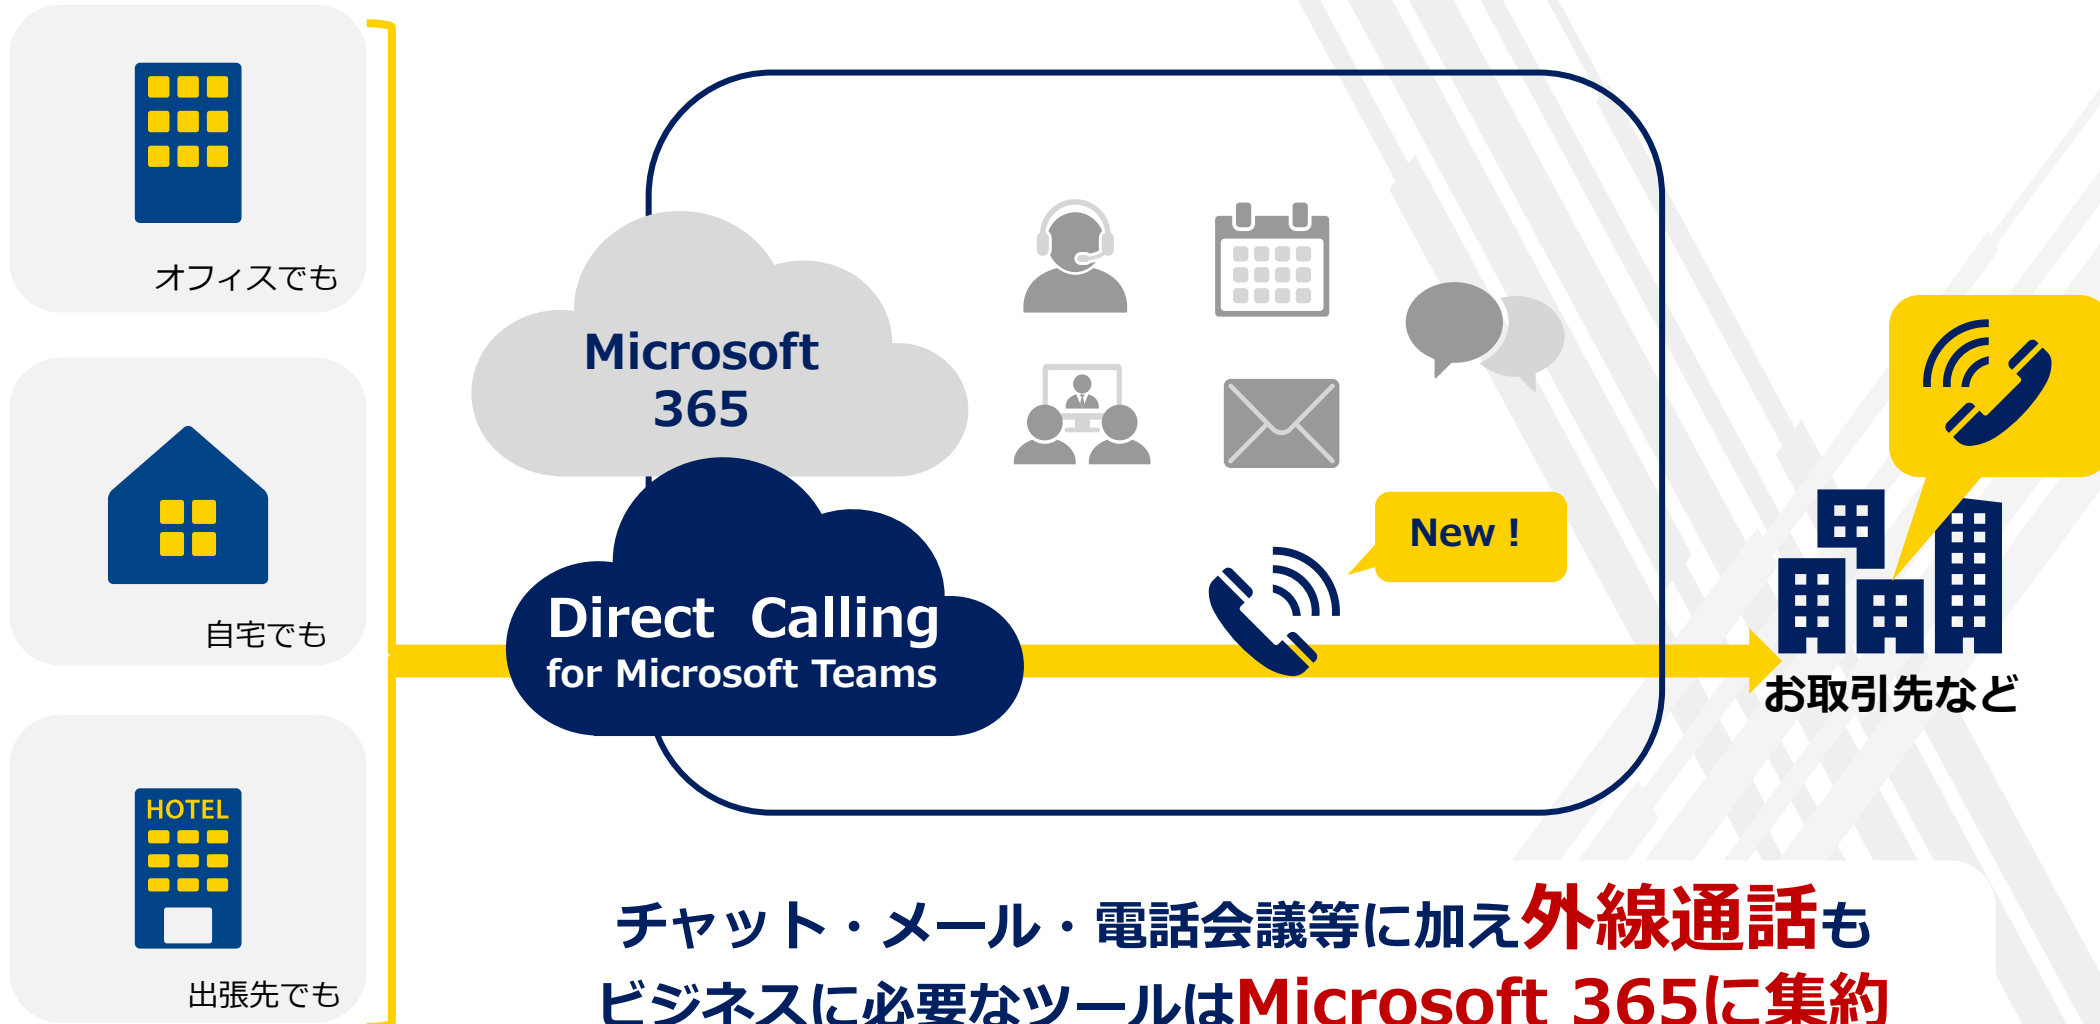 オフィスでも
自宅でも
HOTEL
出張先でも
Microsoft
365
Direct Calling
for Microsoft Teams
New !
お取引先など
チャット・メール・電話会議等に加え外線通話も
ビジネスに必要なツールはMicrosoft 365に集約